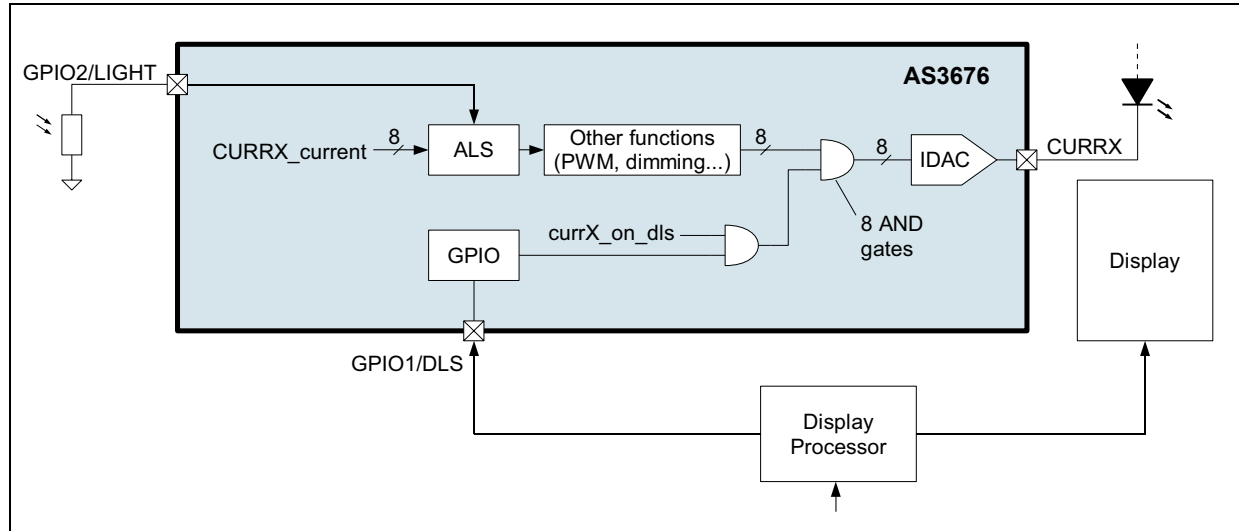 GPIO2/LIGHT
AS3676
CURRX_current
8
ALS
Other functions
(PWM, dimming...)
8
8
IDAC
CURRX
currX_on_dls
8 AND
gates
GPIO
Display
GPIO1/DLS
Display
Processor